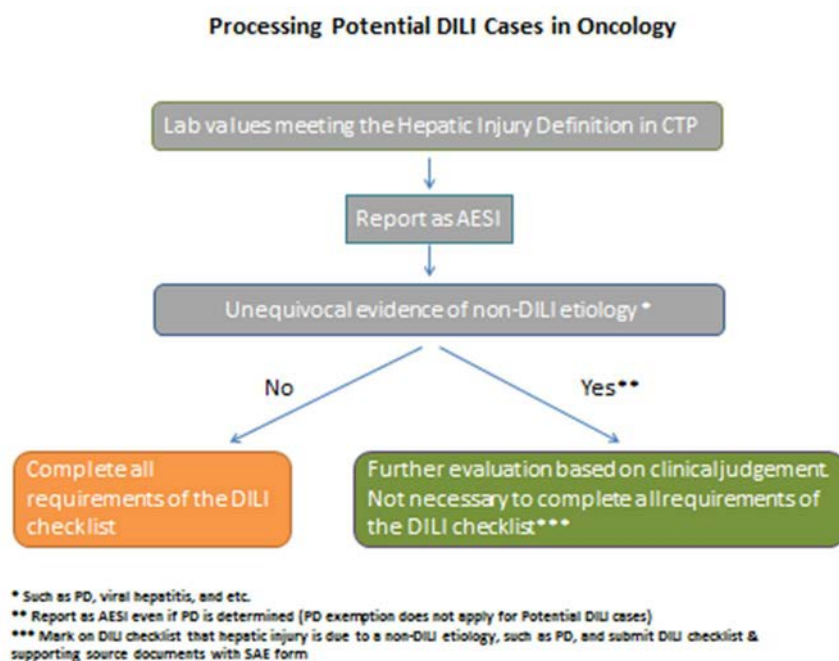 Processing Potential DILI Cases in Oncology
Lab values meeting the Hepatic Injury Definition in CTP
Report as AESI
Unequivocal evidence of non-DILI etiology *
No
Yes**
Complete all
requirements of the DILI
checklist
Further evaluation based on clinical judgement.
Not necessary to complete all requirements of
the DILI checklist***
* Such as PD, viral hepatitis, and etc.
** Report as AESI even if PD is determined (PD exemption does not apply for Potential DILI cases)
*** Mark on DILI checklist that hepatic injury is due to a non-DILI etiology, such as PD, and submit DILI checklist &
supporting source documents with SAE form